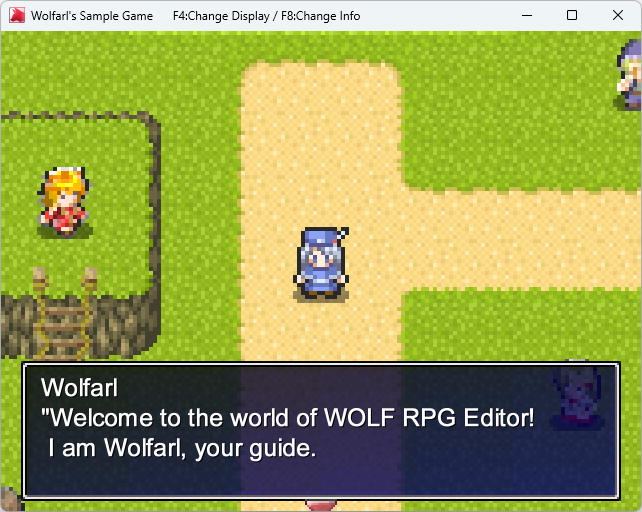 Wolfarl's Sample Game F4:Change Display / F8:Change Info
Wolfarl
"Welcome to the world of WOLF RPG Editor!
I am Wolfarl, your guide.